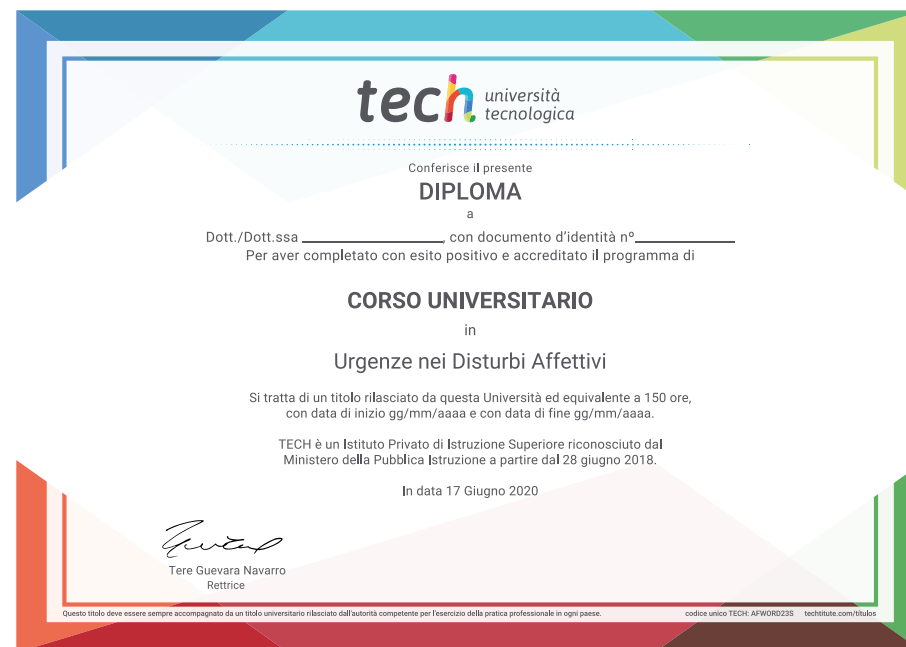 tech università
tecnologica
Conferisce il presente
DIPLOMA
a
Dott./Dott.ssa ____________________, con documento d'identità nº______________
Per aver completato con esito positivo e accreditato il programma di
CORSO UNIVERSITARIO
in
Urgenze nei Disturbi Affettivi
Si tratta di un titolo rilasciato da questa Università ed equivalente a 150 ore,
con data di inizio gg/mm/aaaa e con data di fine gg/mm/aaaa.
TECH è un Istituto Privato di Istruzione Superiore riconosciuto dal
Ministero della Pubblica Istruzione a partire dal 28 giugno 2018.
In data 17 Giugno 2020
Tere Guevara Navarro
Rettrice
Questo titolo deve essere sempre accompagnato da un titolo universitario rilasciato dall'autorità competente per l'esercizio della pratica professionale in ogni paese. codice unico TECH: AFWORD23S techtitute.com/títulos